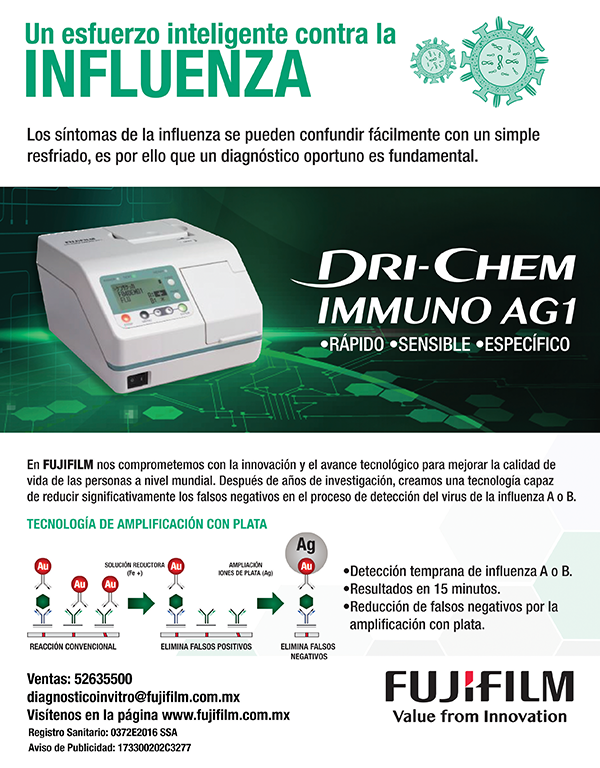 Un esfuerzo inteligente contra la
INFLUENZA
Los síntomas de la influenza se pueden confundir fácilmente con un simple
resfriado, es por ello que un diagnóstico oportuno es fundamental.
FUJIFILM
DRI-CHEM
IMMUNO AG1
•RÁPIDO •SENSIBLE •ESPECÍFICO
En FUJIFILM nos comprometemos con la innovación y el avance tecnológico para mejorar la calidad de
vida de las personas a nivel mundial. Después de años de investigación, creamos una tecnología capaz
de reducir significativamente los falsos negativos en el proceso de detección del virus de la influenza A o B.
TECNOLOGÍA DE AMPLIFICACIÓN CON PLATA
Au
Au
Au
SOLUCIÓN REDUCTORA
(Fe +)
Au
AMPLIACIÓN
IONES DE PLATA (Ag)
Ag
Au
REACCIÓN CONVENCIONAL
ELIMINA FALSOS POSITIVOS
ELIMINA FALSOS
NEGATIVOS
•Detección temprana de influenza A o B.
•Resultados en 15 minutos.
•Reducción de falsos negativos por la
amplificación con plata.
Ventas: 52635500
diagnosticoinvitro@fujifilm.com.mx
Visítenos en la página www.fujifilm.com.mx
Registro Sanitario: 0372E2016 SSA
Aviso de Publicidad: 173300202C3277
FUJIFILM
Value from Innovation